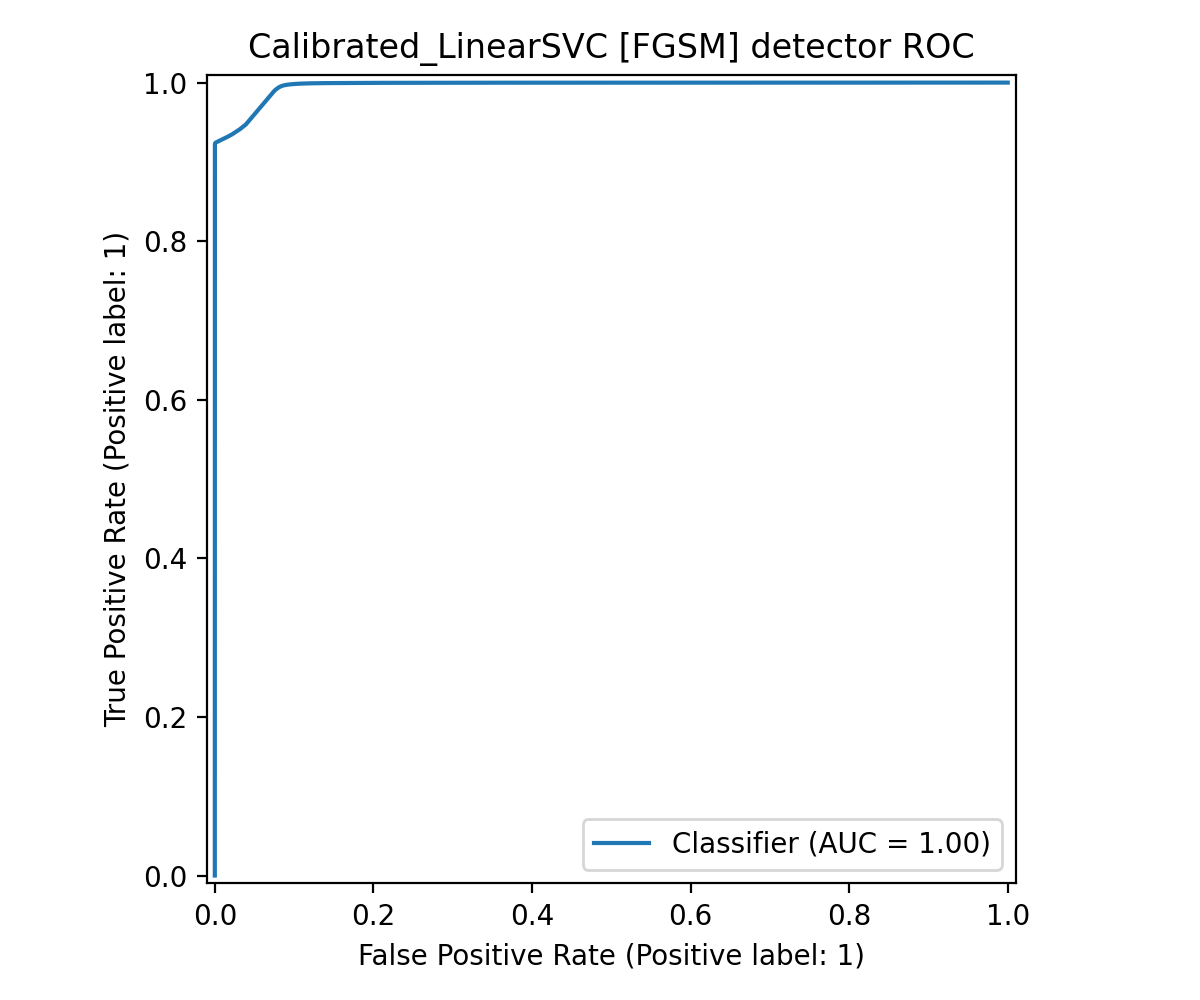 Calibrated_LinearSVC [FGSM] detector ROC
True Positive Rate (Positive label: 1)
1.0
0.8
0.6
0.4
0.2
0.0
Classifier (AUC = 1.00)
0.0 0.2 0.4 0.6 0.8 1.0
False Positive Rate (Positive label: 1)